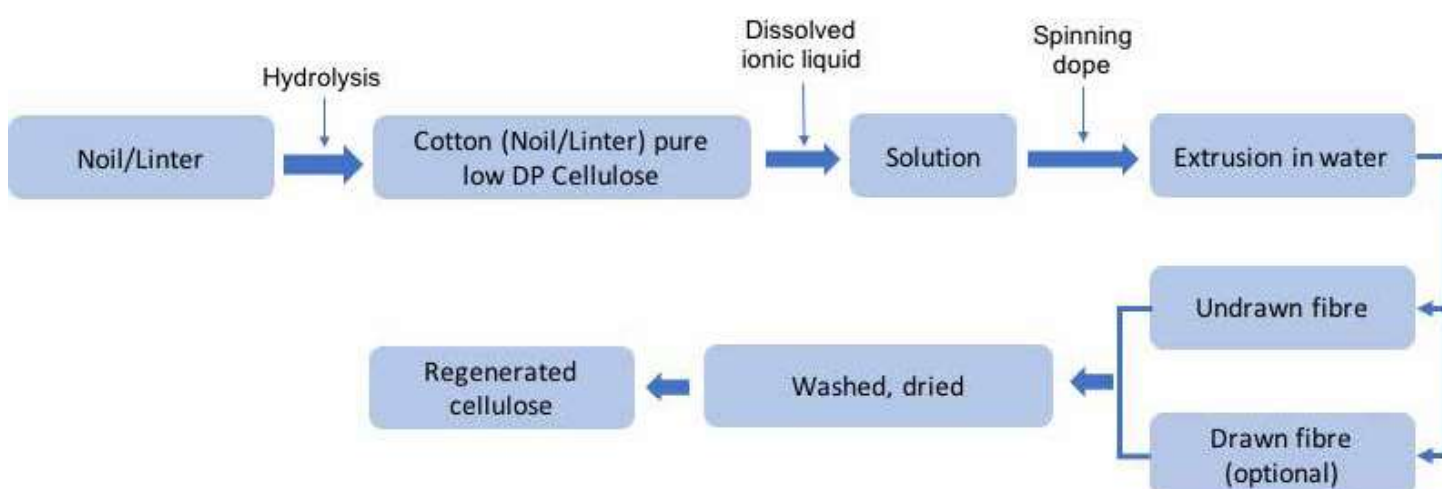 Hydrolysis
Dissolved
ionic liquid
Spinning
dope
Noil/Linter
Cotton (Noil/Linter) pure
low DP Cellulose
Solution
Extrusion in water
Undrawn fibre
Drawn fibre
(optional)
Washed, dried
Regenerated
cellulose